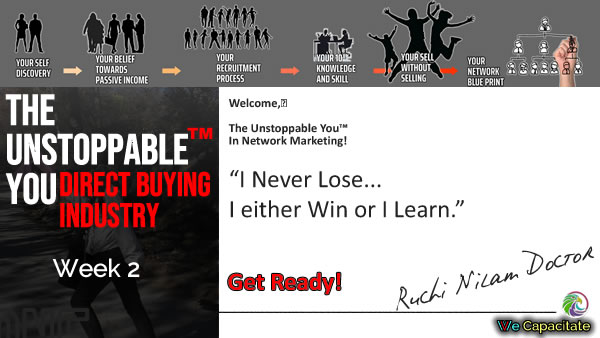 YOUR SELF
DISCOVERY
YOUR BELIEF
TOWARDS
PASSIVE INCOME
YOUR
RECRUITMENT
PROCESS
YOUR 10th
KNOWLEDGE
AND SKILL
YOUR SELL
WITHOUT
SELLING
YOUR
NETWORK
BLUE PRINT
THE
UNSTOPPABLE™
YOU DIRECT BUYING
INDUSTRY
Week 2
Welcome,
The Unstoppable You™
In Network Marketing!
“I Never Lose...
I either Win or I Learn.”
Get Ready!
Ruchi Nilam DOCTOR
We Capacitate